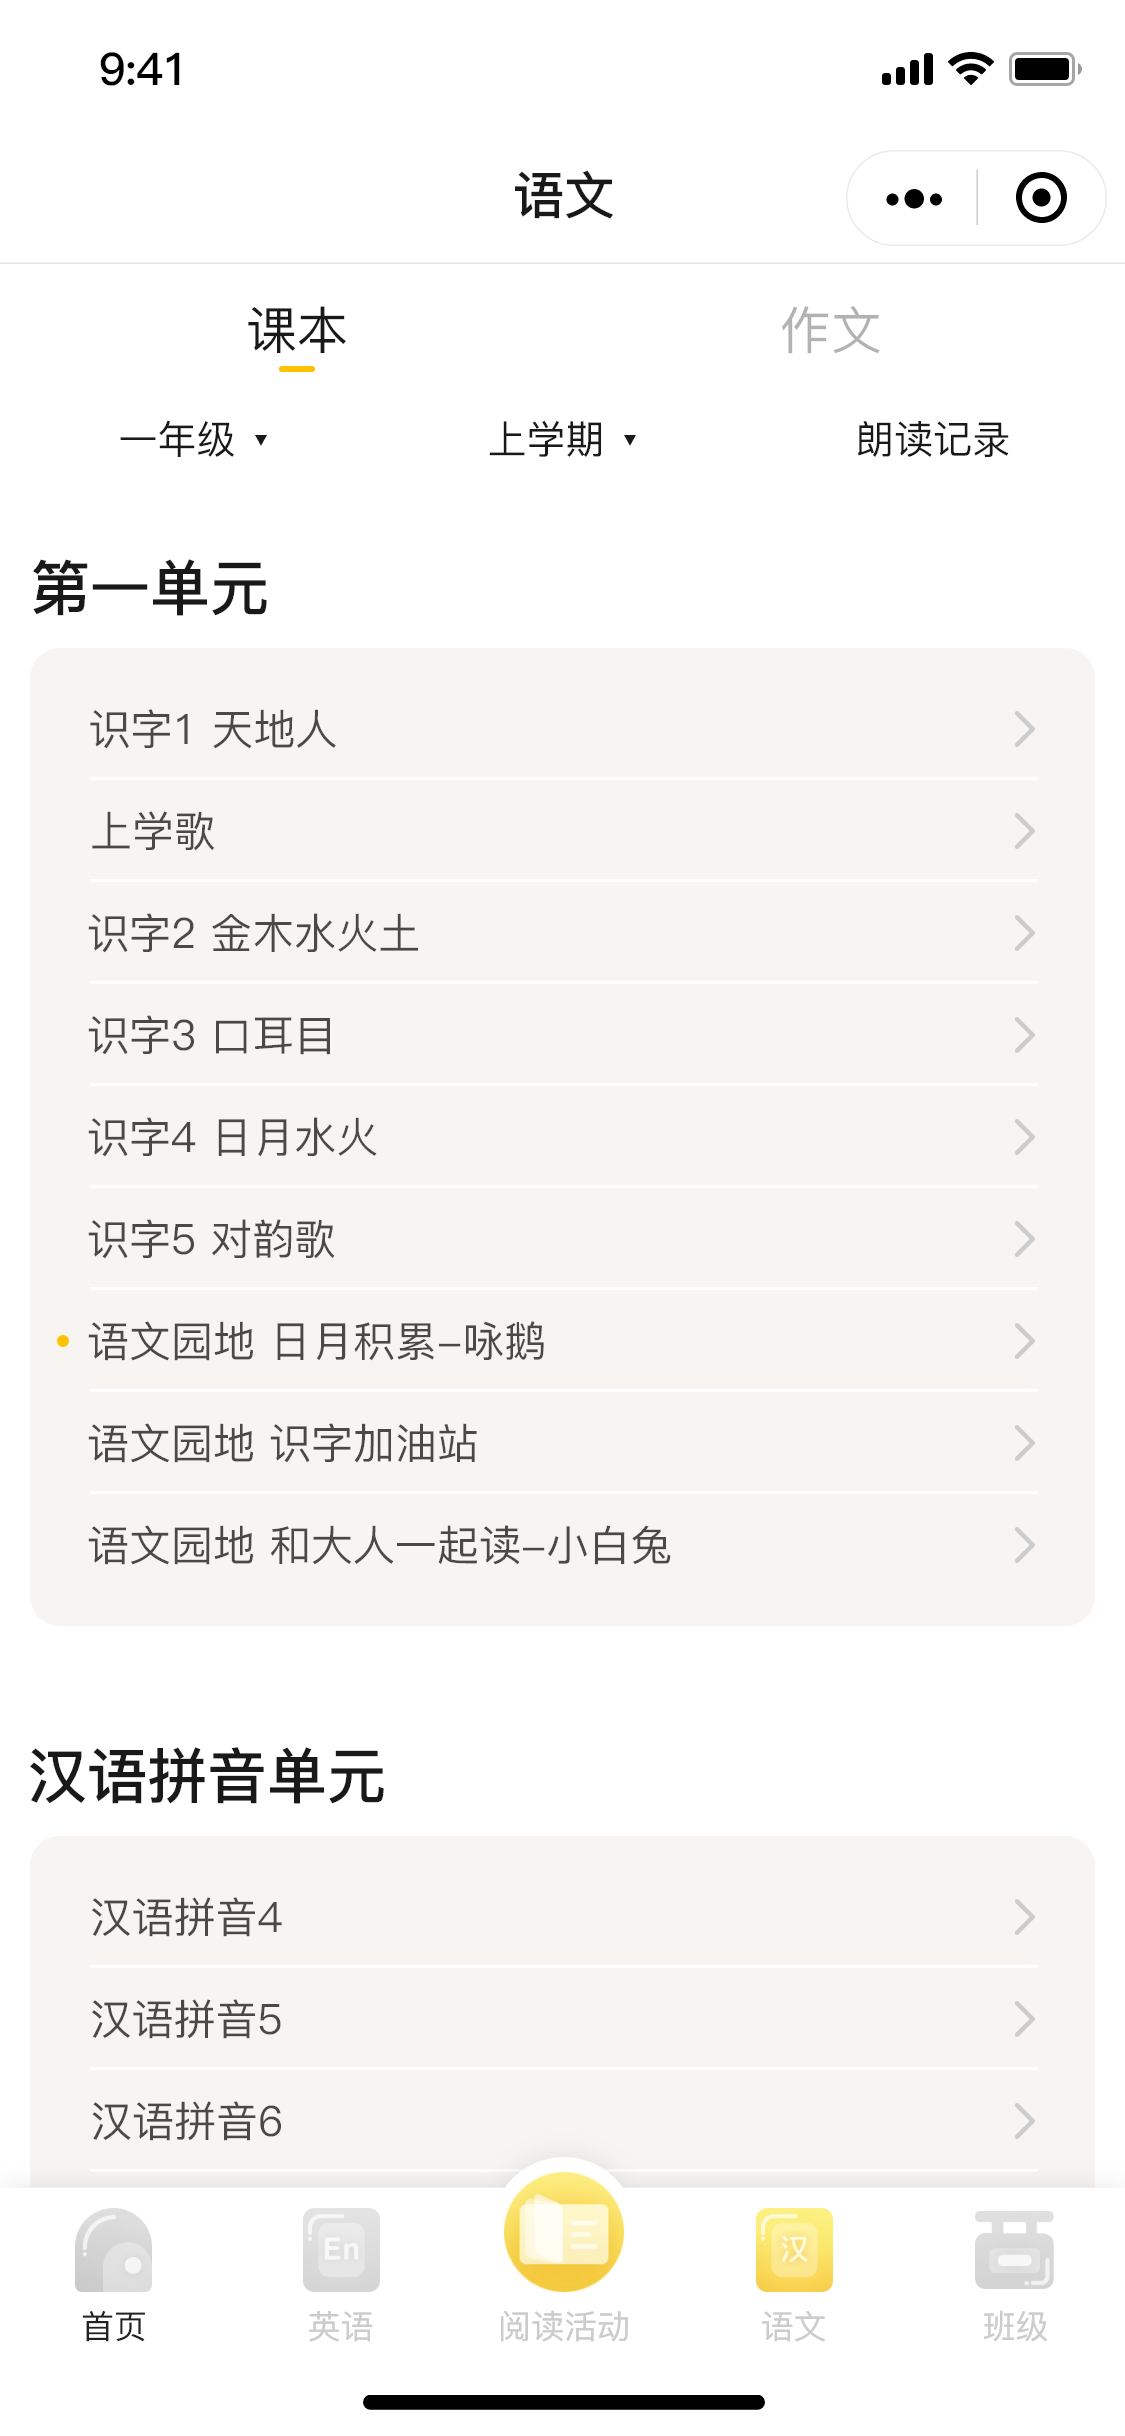 9:41
语文
课本
作文
一年级
上学期
朗读记录
第一单元
识字1 天地人
上学歌
识字2 金木水火土
识字3 口耳目
识字4 日月水火
识字5 对韵歌
语文园地 日月积累–咏鹅
语文园地 识字加油站
语文园地 和大人一起读–小白兔
汉语拼音单元
汉语拼音4
汉语拼音5
汉语拼音6
En
汉
首页
英语
阅读活动
语文
班级